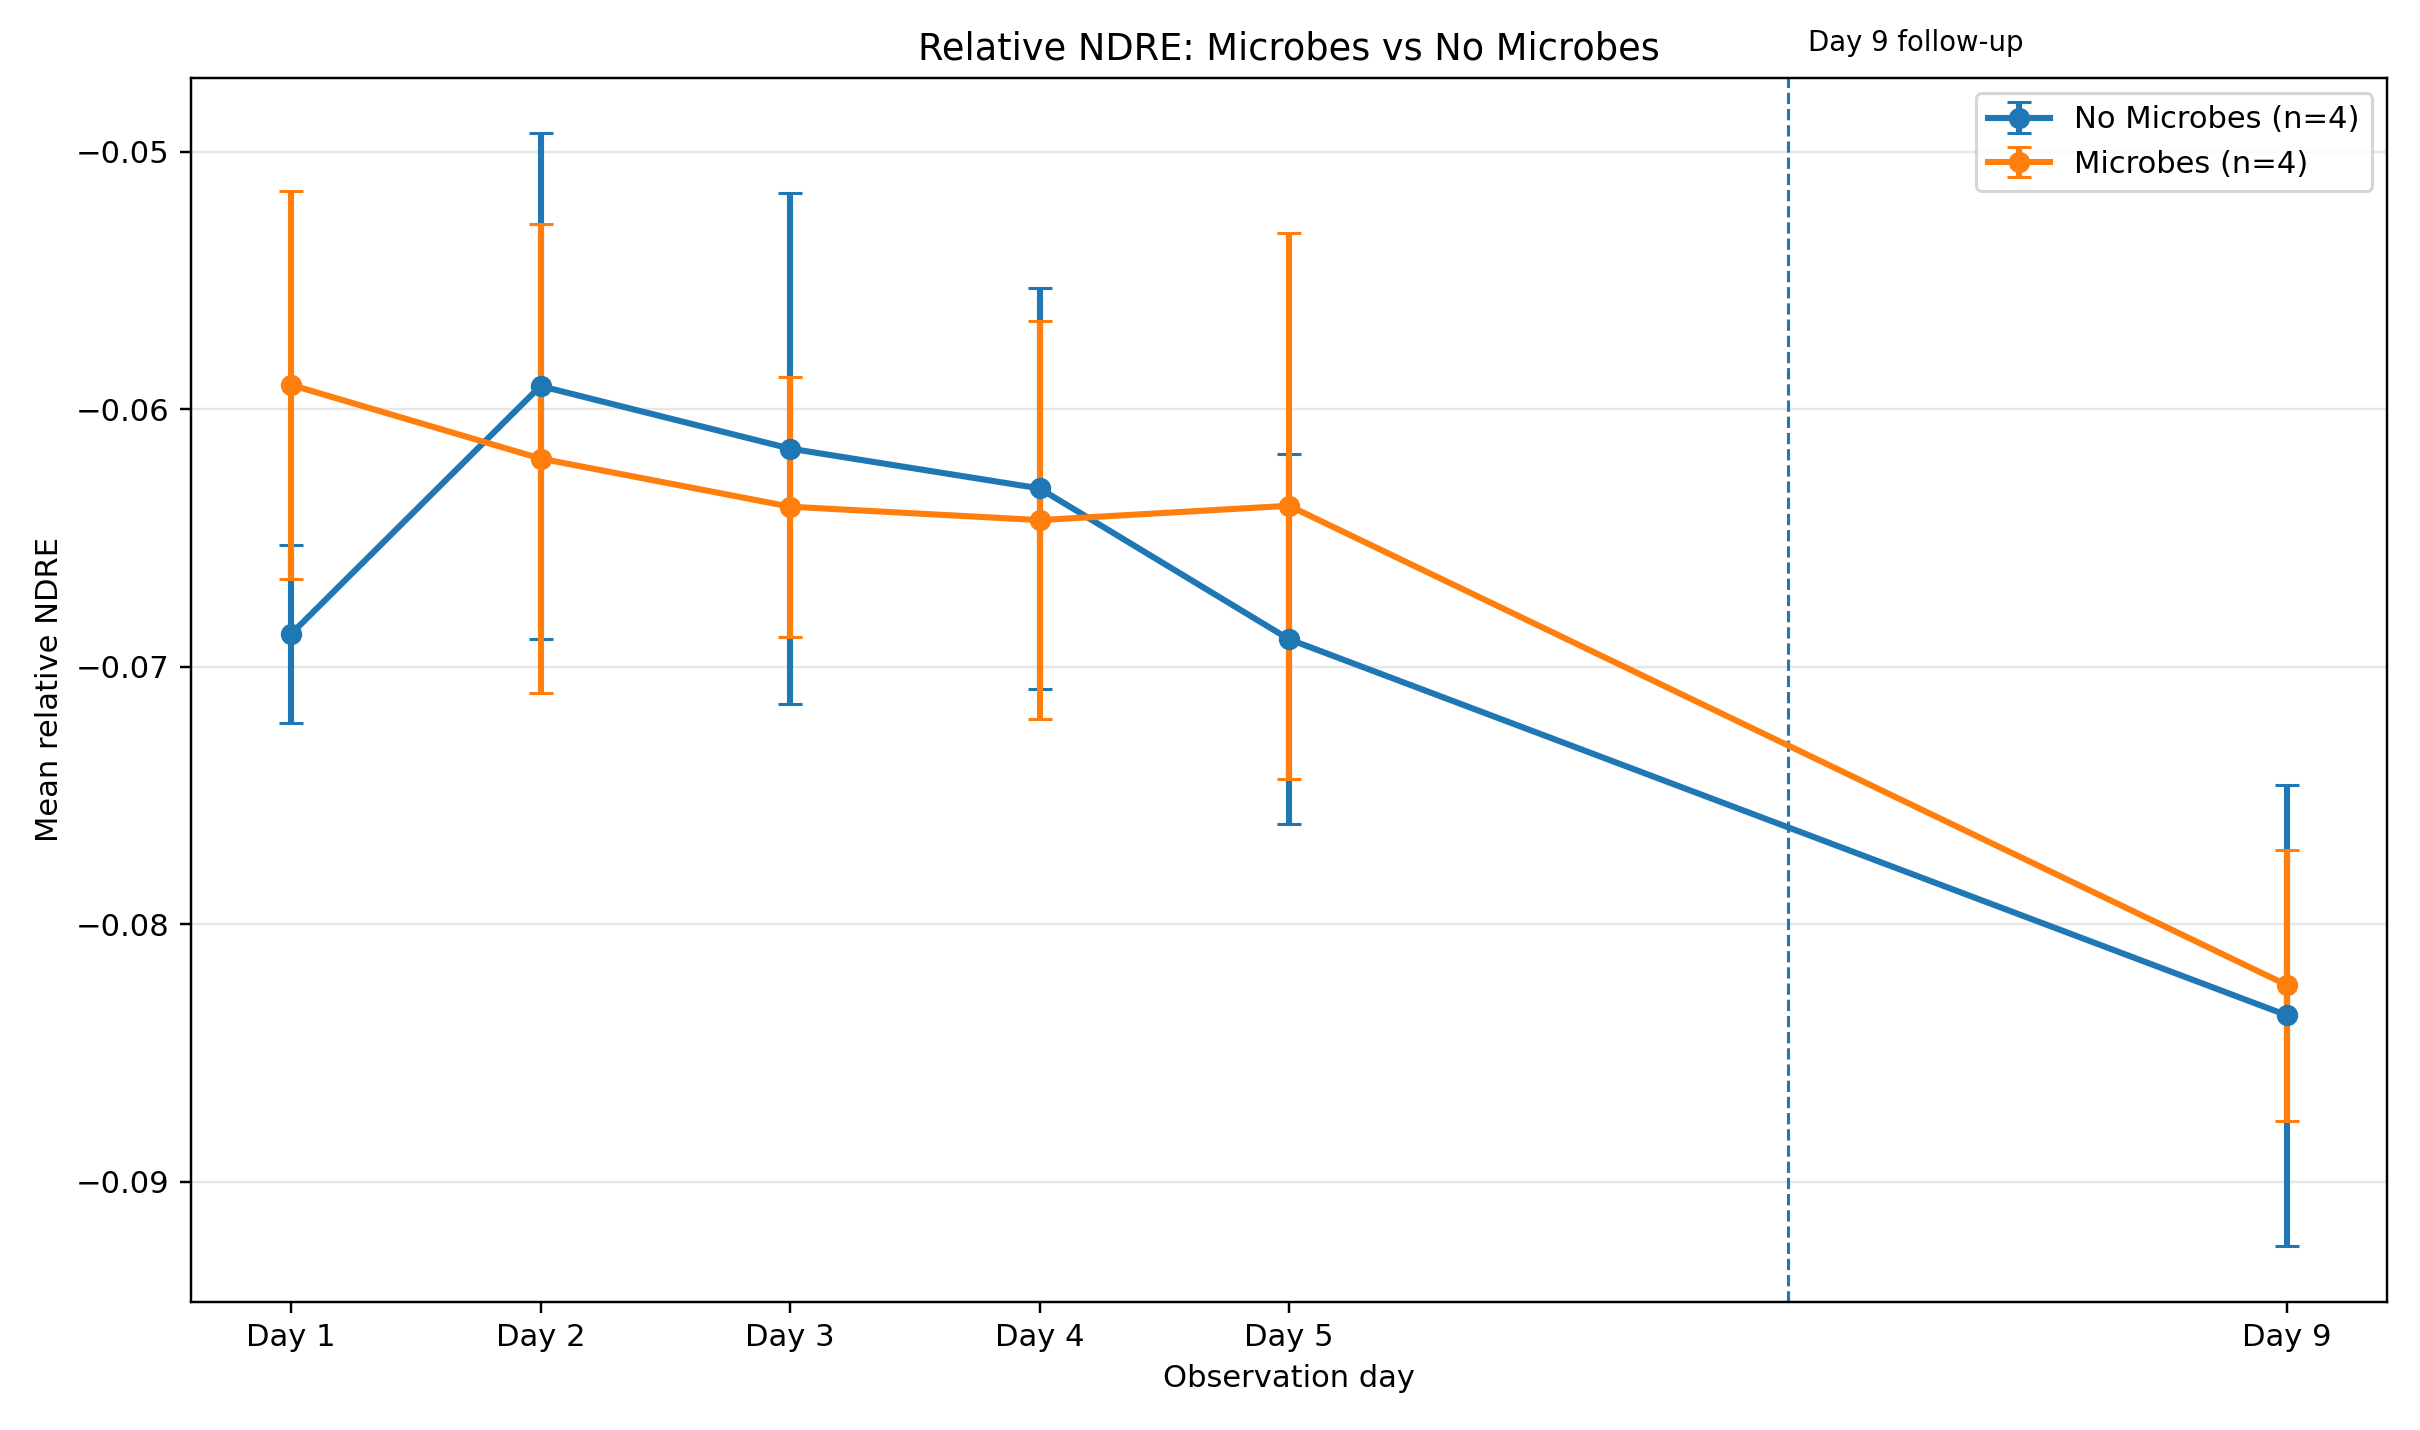 Relative NDRE: Microbes vs No Microbes
Day 9 follow-up
No Microbes (n=4)
Microbes (n=4)
Mean relative NDRE
−0.05
−0.06
−0.07
−0.08
−0.09
Day 1
Day 2
Day 3
Day 4
Day 5
Day 9
Observation day